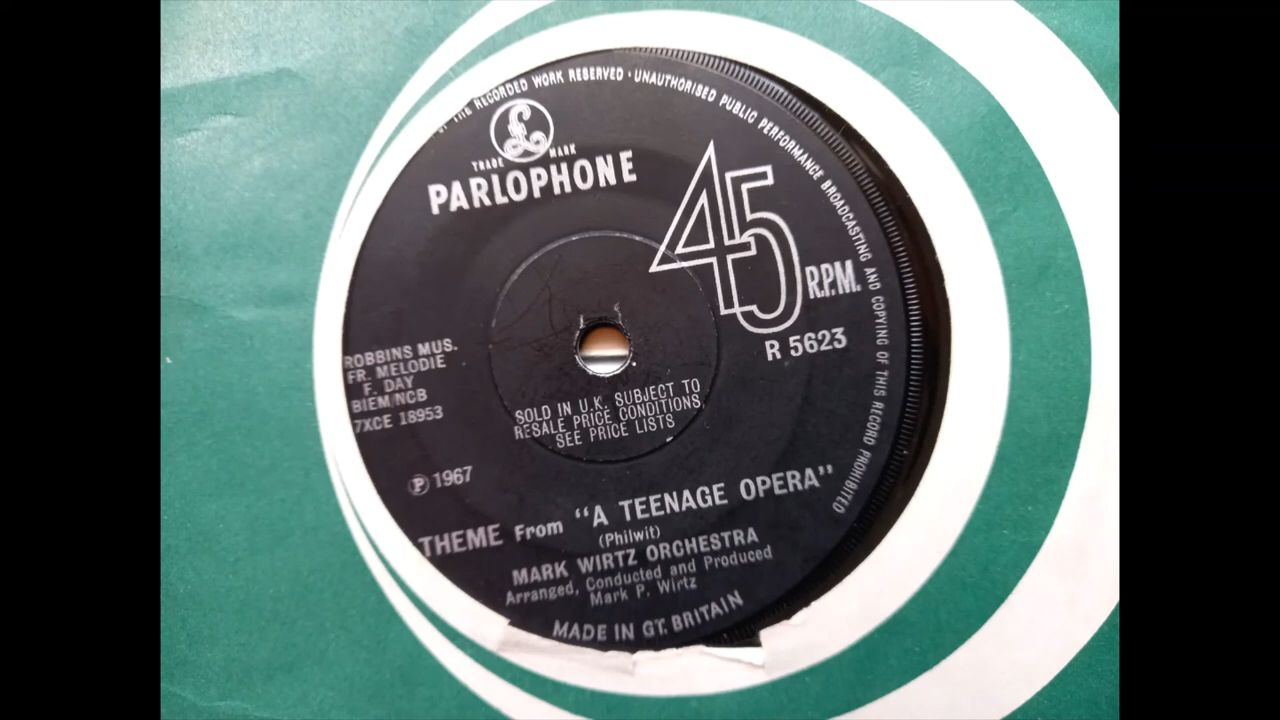 OF THE RECORDED WORK RESERVED · UNAUTHORISED PUBLIC PERFORMANCE BROADCASTING AND COPYING OF THIS RECORD PROHIBITED
£
TRADE MARK
PARLOPHONE
45
R.P.M.
R 5623
ROBBINS MUS.
FR. MELODIE
F. DAY
BIEM/NCB
7XCE 18953
SOLD IN U.K. SUBJECT TO
RESALE PRICE CONDITIONS,
SEE PRICE LISTS
Ⓟ 1967
THEME From "A TEENAGE OPERA"
(Philwit)
MARK WIRTZ ORCHESTRA
Arranged, Conducted and Produced
Mark P. Wirtz
MADE IN GT. BRITAIN